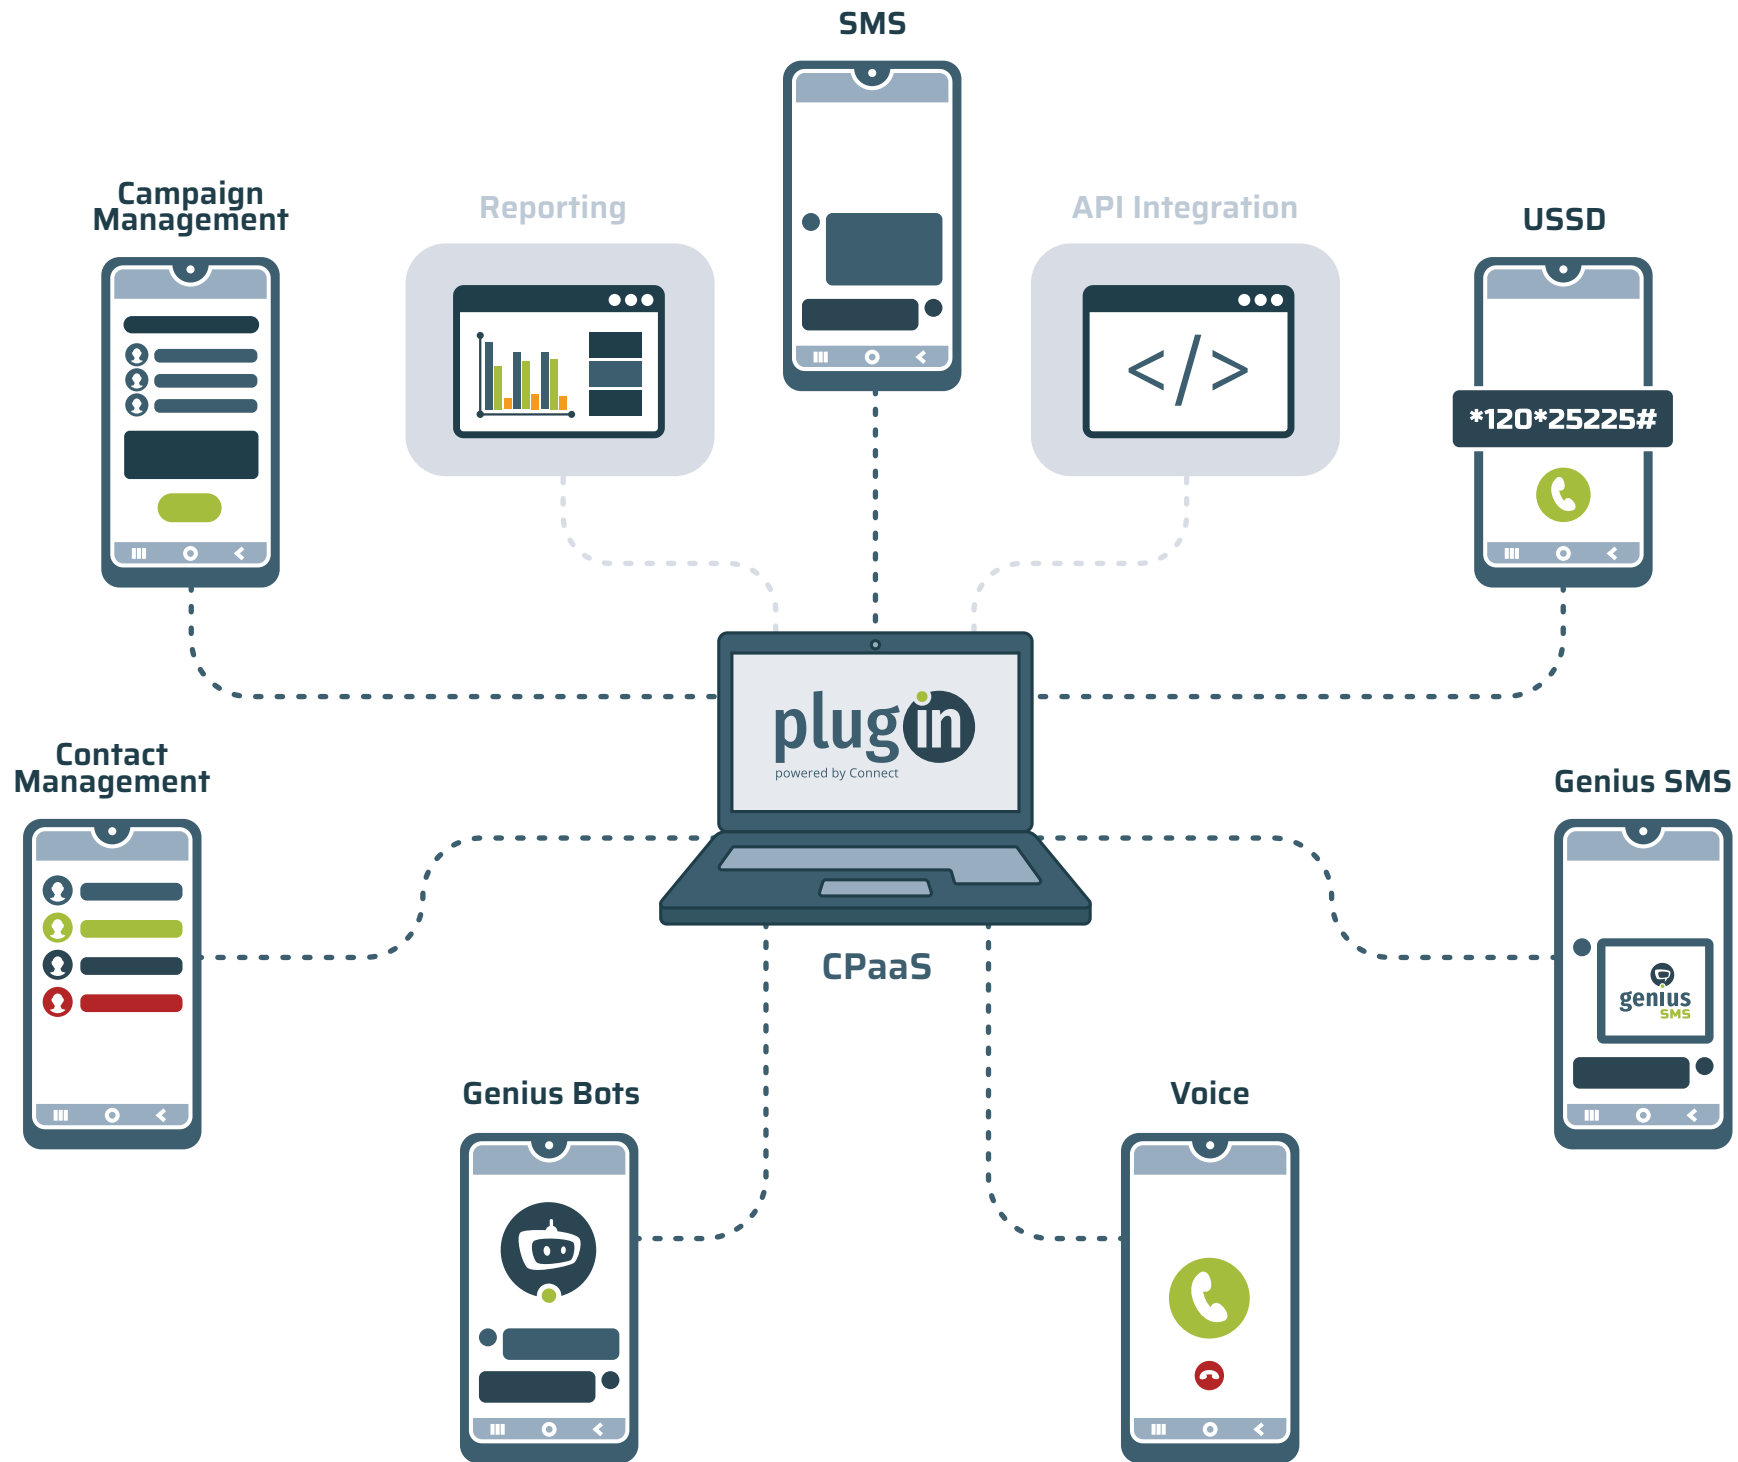 SMS
Campaign
Management
Reporting
API Integration
USSD
</>
*120*25225#
plugin
powered by Connect
Contact
Management
Genius SMS
CPaaS
genius
SMS
Genius Bots
Voice